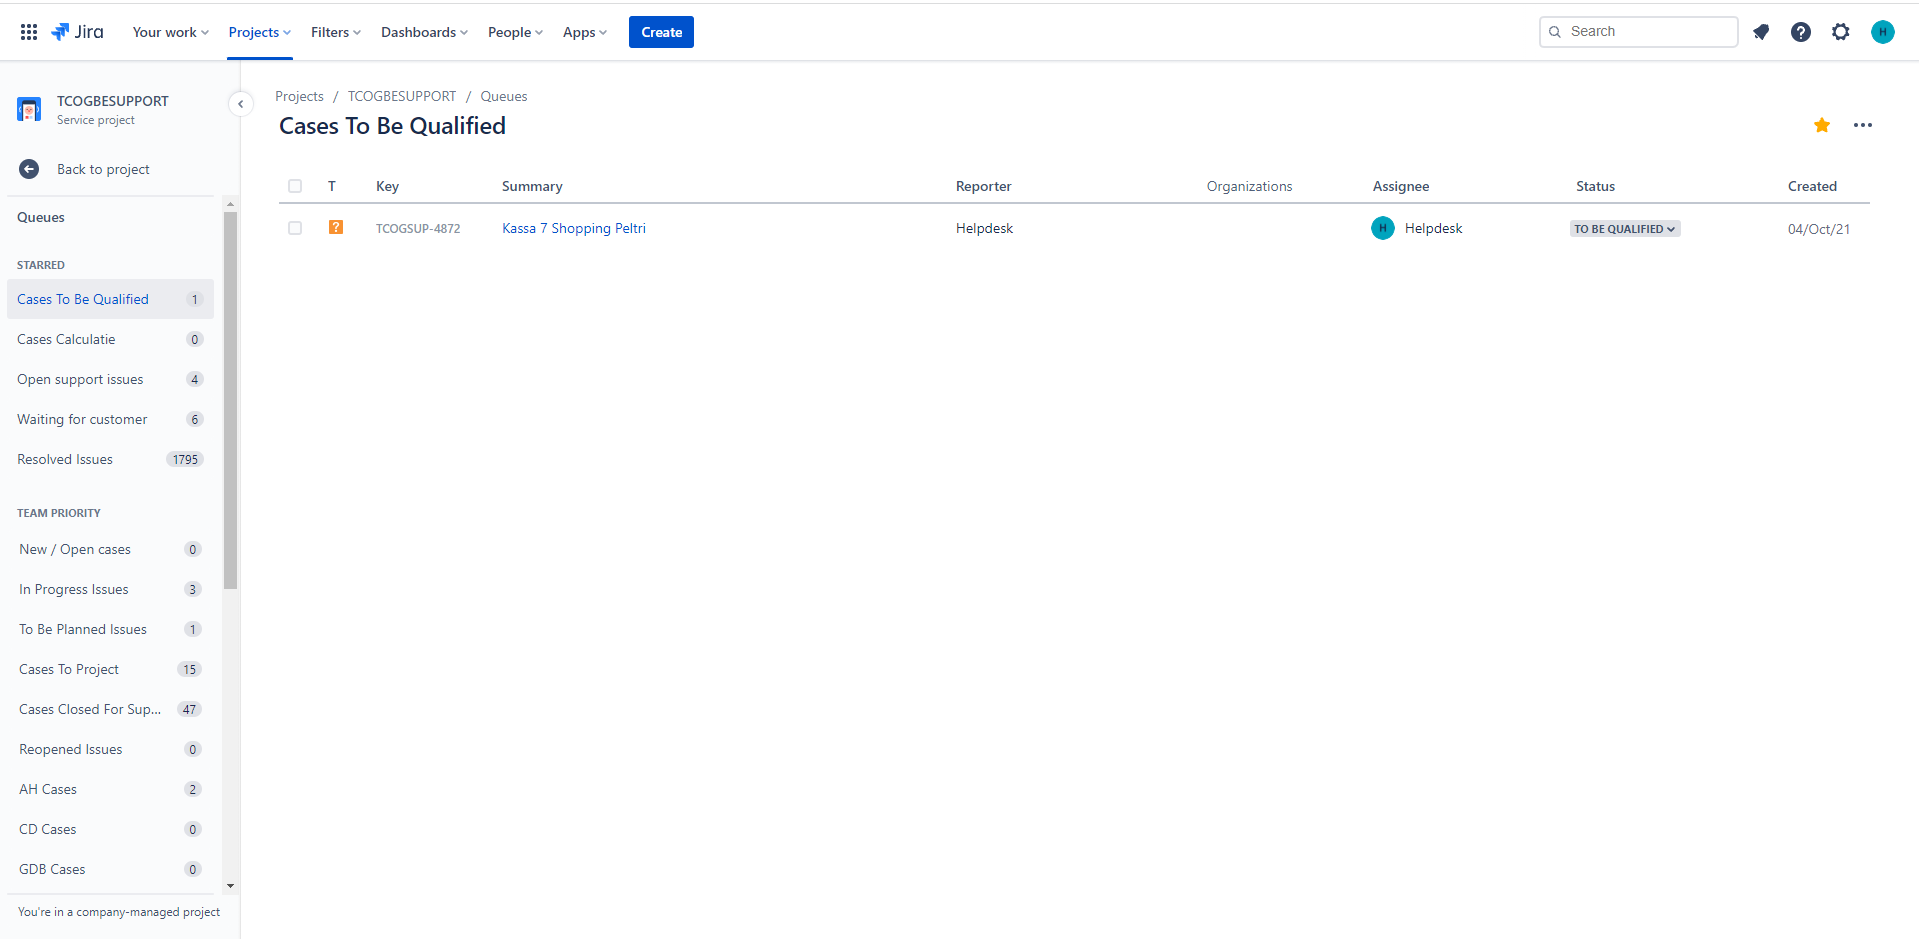 Jira Your work Projects Filters Dashboards People Apps Create Search H
TCOGBESUPPORT
Service project
Back to project
Queues
STARRED
Cases To Be Qualified 1
Cases Calculatie 0
Open support issues 4
Waiting for customer 6
Resolved Issues 1795
TEAM PRIORITY
New / Open cases 0
In Progress Issues 3
To Be Planned Issues 1
Cases To Project 15
Cases Closed For Sup... 47
Reopened Issues 0
AH Cases 2
CD Cases 0
GDB Cases 0
You're in a company-managed project
Projects / TCOGBESUPPORT / Queues
Cases To Be Qualified
T Key Summary Reporter Organizations Assignee Status Created
? TCOGSUP-4872 Kassa 7 Shopping Peltri Helpdesk H Helpdesk TO BE QUALIFIED 04/Oct/21